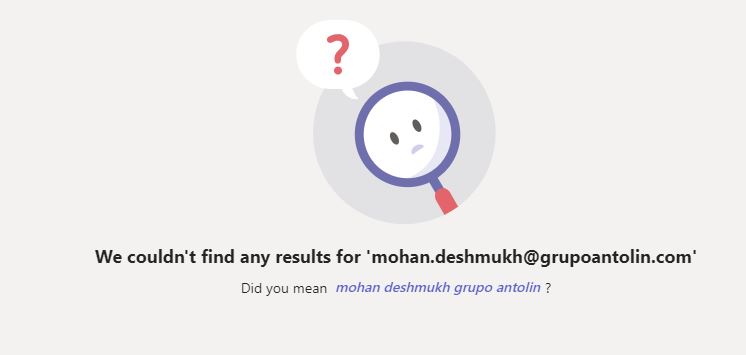 ?
We couldn't find any results for 'mohan.deshmukh@grupoantolin.com'
Did you mean mohan deshmukh grupo antolin ?